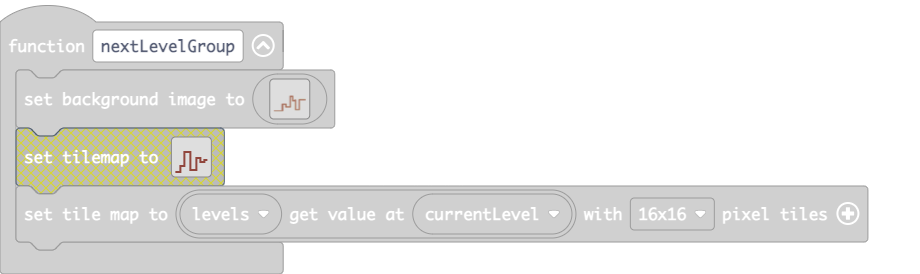 function nextLevelGroup
set background image to
set tilemap to
set tile map to levels get value at currentLevel with 16x16 pixel tiles